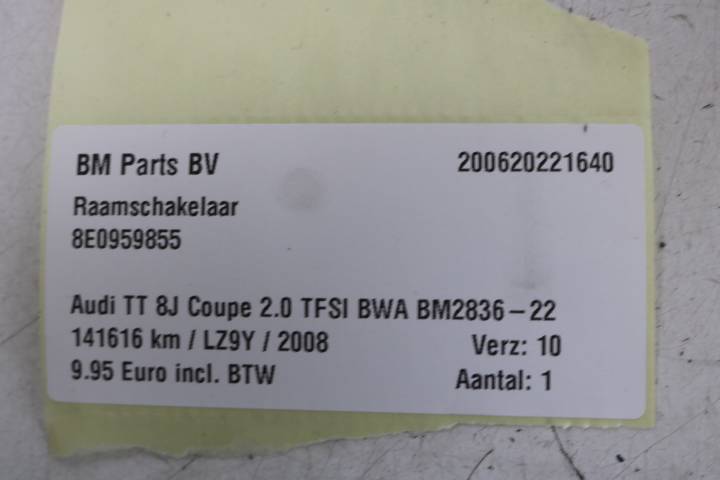 BM Parts BV 200620221640
Raamschakelaar
8E0959855
Audi TT 8J Coupe 2.0 TFSI BWA BM2836-22
141616 km / LZ9Y / 2008 Verz: 10
9.95 Euro incl. BTW Aantal: 1